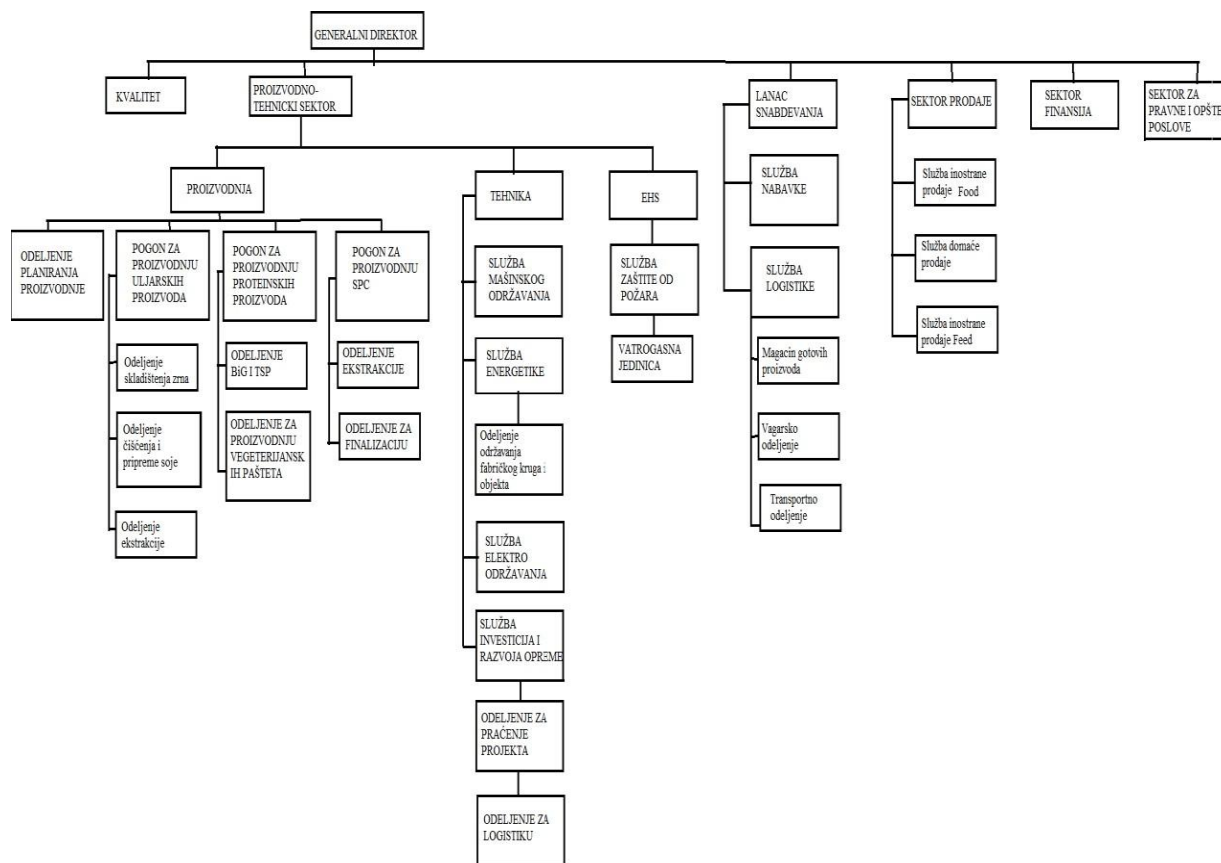 GENERALNI DIREKTOR
KVALITET
PROIZVODNO-
TEHNICKI SEKTOR
LANAC
SNABDEVANJA
SEKTOR PRODAJE
SEKTOR
FINANSIJA
SEKTOR ZA
PRAVNE I OPŠTE
POSLOVE
PROIZVODNJA
TEHNIKA
EHS
SLUŽBA
NABAVKE
Služba inostrane
prodaje Food
ODELJENJE
PLANIRANJA
PROIZVODNJE
POGON ZA
PROIZVODNJU
ULJARSKIH
PROIZVODA
POGON ZA
PROIZVODNJU
PROTEINSKIH
PROIZVODA
POGON ZA
PROIZVODNJU
SPC
SLUŽBA
MAŠINSKOG
ODRŽAVANJA
SLUŽBA
ZAŠTITE OD
POŽARA
SLUŽBA
LOGISTIKE
Služba domaće
prodaje
Odeljenje
skladištenja zrna
ODELJENJE
BiG I TSP
ODELJENJE
EKSTRAKCIJE
SLUŽBA
ENERGETIKE
VATROGASNA
JEDINICA
Magacin gotovih
proizvoda
Služba inostrane
prodaje Feed
Odeljenje
čišćenja i
pripreme soje
ODELJENJE ZA
PROIZVODNJU
VEGETERIJANSK
IH PAŠTETA
ODELJENJE ZA
FINALIZACIJU
Odeljenje
održavanja
fabričkog kruga i
objekta
Vagarsko
odeljenje
Odeljenje
ekstrakcije
SLUŽBA
ELEKTRO
ODRŽAVANJA
Transportno
odeljenje
SLUŽBA
INVESTICIJA I
RAZVOJA OPREME
ODELJENJE ZA
PRAĆENJE
PROJEKTA
ODELJENJE ZA
LOGISTIKU